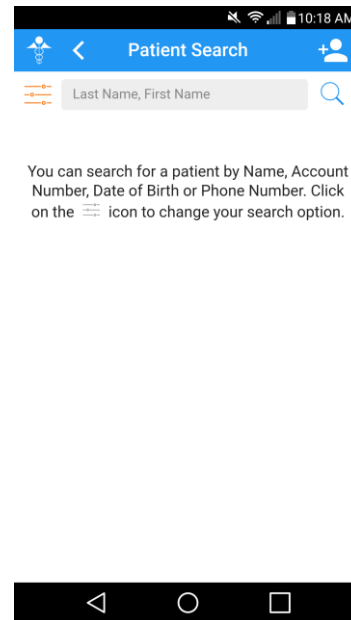 10:18 AM
Patient Search
Last Name, First Name
You can search for a patient by Name, Account
Number, Date of Birth or Phone Number. Click
on the icon to change your search option.